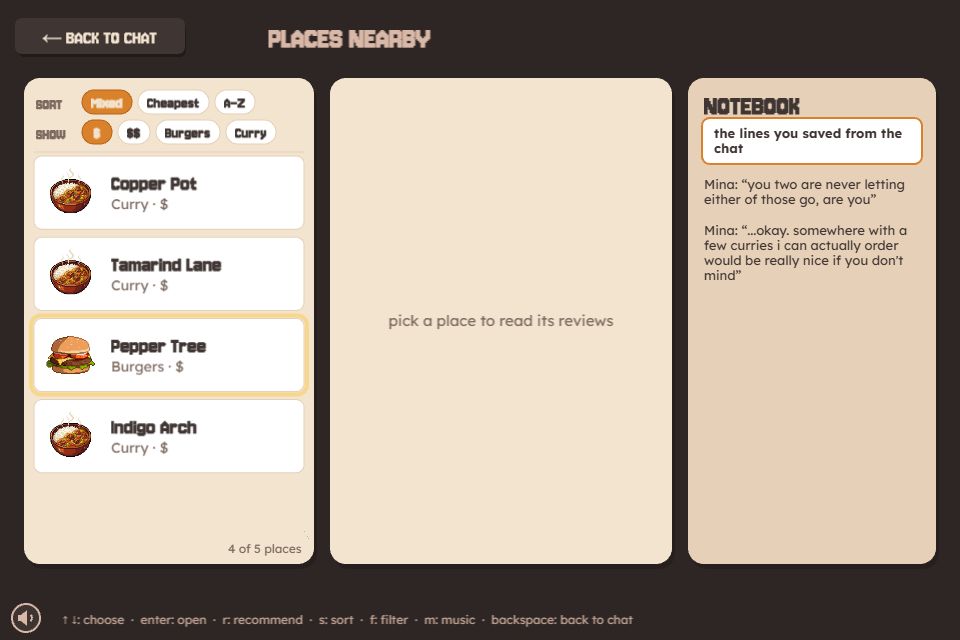 ← BACK TO CHAT
PLACES NEARBY
SORT Mixed Cheapest A-Z
SHOW $ $$ Burgers Curry
Copper Pot
Curry · $
Tamarind Lane
Curry · $
Pepper Tree
Burgers · $
Indigo Arch
Curry · $
4 of 5 places
pick a place to read its reviews
NOTEBOOK
the lines you saved from the
chat
Mina: “you two are never letting
either of those go, are you”
Mina: “...okay. somewhere with a
few curries i can actually order
would be really nice if you don't
mind”
↑ ↓: choose · enter: open · r: recommend · s: sort · f: filter · m: music · backspace: back to chat